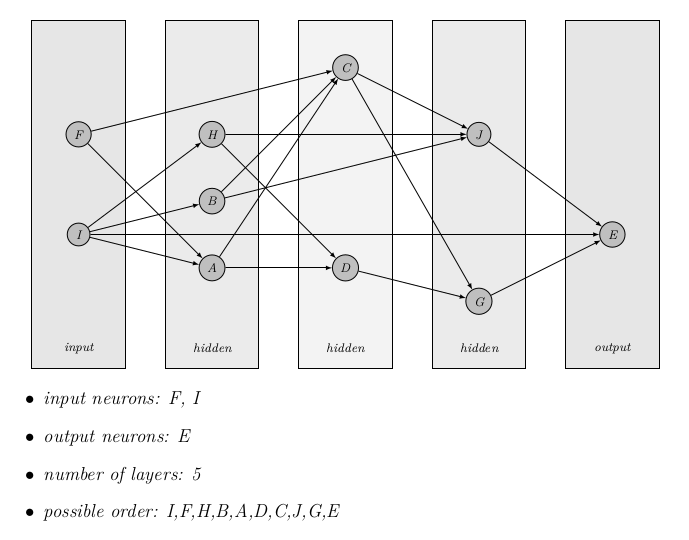 C
F
H
J
B
I
E
A
D
G
input
hidden
hidden
hidden
output
• input neurons: F, I
• output neurons: E
• number of layers: 5
• possible order: I,F,H,B,A,D,C,J,G,E